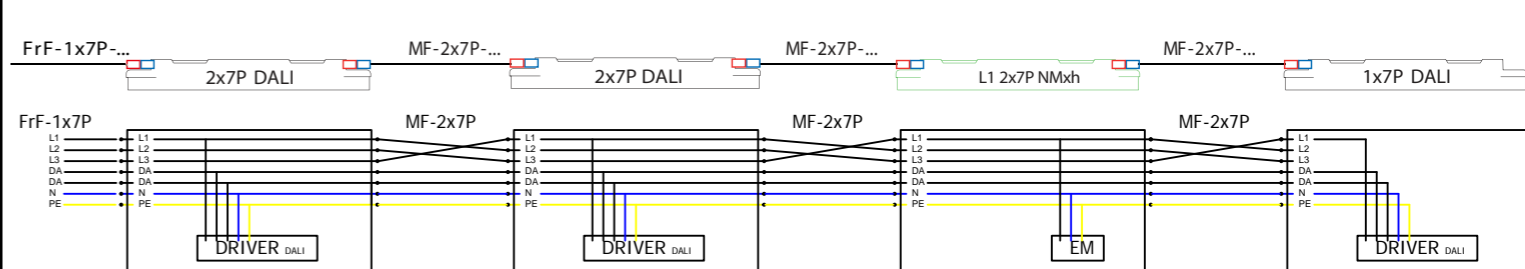 FrF-1x7P-... MF-2x7P-... MF-2x7P-... MF-2x7P-...
2x7P DALI 2x7P DALI L1 2x7P NMxh 1x7P DALI
FrF-1x7P MF-2x7P MF-2x7P MF-2x7P
L1 L1 L1 L1 L1
L2 L2 L2 L2 L2
L3 L3 L3 L3 L3
DA DA DA DA DA
DA DA DA DA DA
N N N N N
PE PE PE PE PE
DRIVER DALI DRIVER DALI EM DRIVER DALI